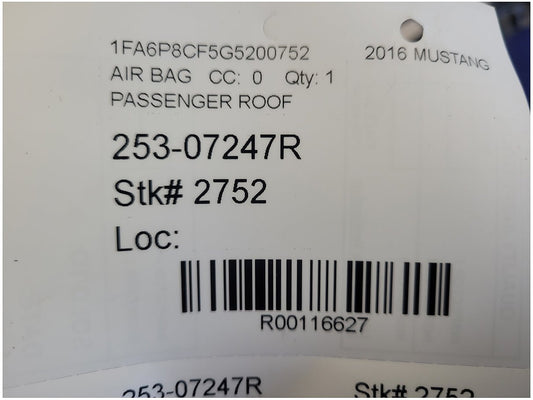 1FA6P8CF5G5200752 2016 MUSTANG
AIR BAG CC: 0 Qty: 1
PASSENGER ROOF
253-07247R
Stk# 2752
Loc:
R00116627
253-07247R Stk# 2752